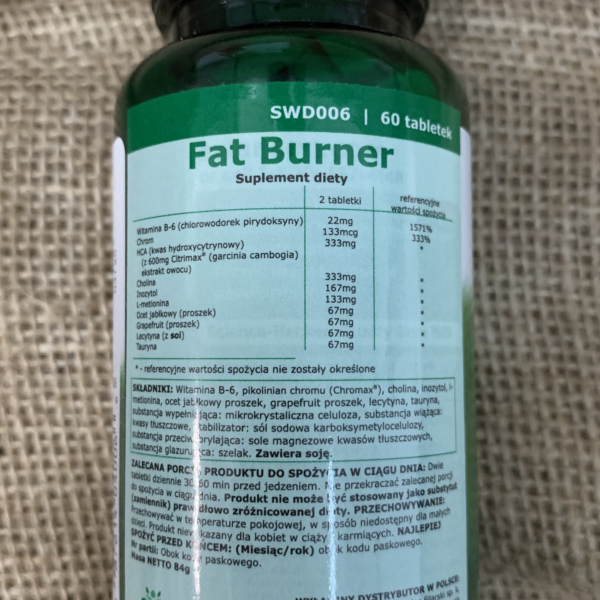 SWD006 | 60 tabletek
Fat Burner
Suplement diety
2 tabletki referencyjne wartości spożycia
Witamina B-6 (chlorowodorek pirydoksyny) 22mg 1571%
Chrom 133mcg 333%
HCA (kwas hydroxycytrynowy) 333mg *
(z 600mg Citrimax® (garcinia cambogia)
ekstrakt owocu)
Cholina 333mg *
Inozytol 167mg *
L-metionina 133mg *
Ocet jabłkowy (proszek) 67mg *
Grapefruit (proszek) 67mg *
Lecytyna (z soi) 67mg *
Tauryna 67mg *
* - referencyjne wartości spożycia nie zostały określone
SKŁADNIKI: Witamina B-6, pikolinian chromu (Chromax®), cholina, inozytol, l-
metionina, ocet jabłkowy proszek, grapefruit proszek, lecytyna, tauryna,
substancja wypełniająca: mikrokrystaliczna celuloza, substancja wiążąca:
kwasy tłuszczowe, stabilizator: sól sodowa karboksymetylocelulozy,
substancja przeciwzbrylająca: sole magnezowe kwasów tłuszczowych,
substancja glazurująca: szelak. Zawiera soję.
ZALECANA PORCJA PRODUKTU DO SPOŻYCIA W CIĄGU DNIA: Dwie
tabletki dziennie 30-60 min przed jedzeniem. Nie przekraczać zalecanej porcji
do spożycia w ciągu dnia. Produkt nie może być stosowany jako substytut
(zamiennik) prawidłowo zróżnicowanej diety. PRZECHOWYWANIE:
Przechowywać w temperaturze pokojowej, w sposób niedostępny dla małych
dzieci. Produkt niewskazany dla kobiet w ciąży i karmiących. NAJLEPIEJ
SPOŻYĆ PRZED KOŃCEM: (Miesiąc/rok) obok kodu paskowego.
Nr partii: Obok kodu paskowego.
Masa NETTO 84g
DYSTRYBUTOR W POLSCE: